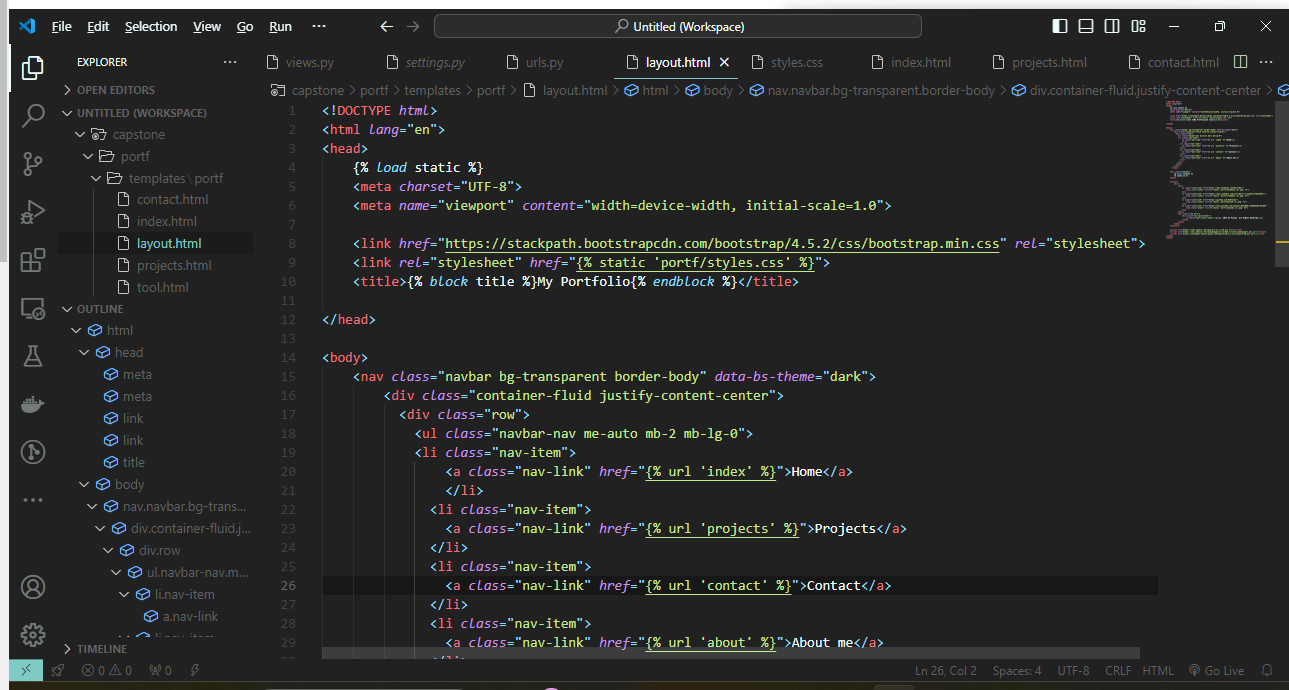 File Edit Selection View Go Run ··· Untitled (Workspace)
EXPLORER ···
OPEN EDITORS
UNTITLED (WORKSPACE)
capstone
portf
templates\portf
contact.html
index.html
layout.html
projects.html
tool.html
OUTLINE
html
head
meta
meta
link
link
title
body
nav.navbar.bg-trans...
div.container-fluid.j...
div.row
ul.navbar-nav.m...
li.nav-item
a.nav-link
TIMELINE
views.py settings.py urls.py layout.html styles.css index.html projects.html contact.html
capstone > portf > templates > portf > layout.html > html > body > nav.navbar.bg-transparent.border-body > div.container-fluid.justify-content-center >
1 <!DOCTYPE html>
2 <html lang="en">
3 <head>
4 {% load static %}
5 <meta charset="UTF-8">
6 <meta name="viewport" content="width=device-width, initial-scale=1.0">
7
8 <link href="https://stackpath.bootstrapcdn.com/bootstrap/4.5.2/css/bootstrap.min.css" rel="stylesheet">
9 <link rel="stylesheet" href="{% static 'portf/styles.css' %}">
10 <title>{% block title %}My Portfolio{% endblock %}</title>
11
12 </head>
13
14 <body>
15 <nav class="navbar bg-transparent border-body" data-bs-theme="dark">
16 <div class="container-fluid justify-content-center">
17 <div class="row">
18 <ul class="navbar-nav me-auto mb-2 mb-lg-0">
19 <li class="nav-item">
20 <a class="nav-link" href="{% url 'index' %}">Home</a>
21 </li>
22 <li class="nav-item">
23 <a class="nav-link" href="{% url 'projects' %}">Projects</a>
24 </li>
25 <li class="nav-item">
26 <a class="nav-link" href="{% url 'contact' %}">Contact</a>
27 </li>
28 <li class="nav-item">
29 <a class="nav-link" href="{% url 'about' %}">About me</a>
0 0 0 Ln 26, Col 2 Spaces: 4 UTF-8 CRLF HTML Go Live